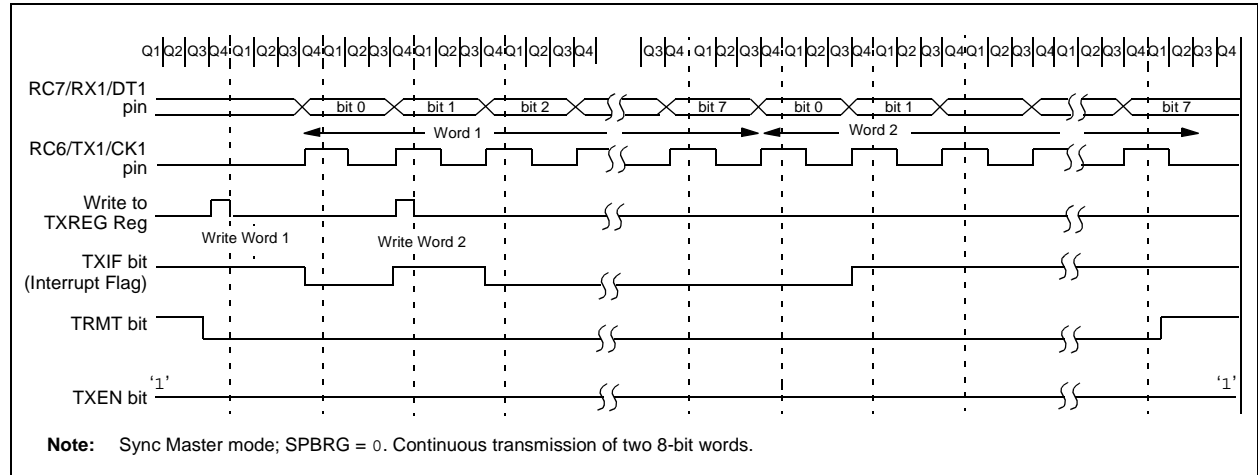 Q1 Q2 Q3 Q4 Q1 Q2 Q3 Q4 Q1 Q2 Q3 Q4 Q1 Q2 Q3 Q4 Q1 Q2 Q3 Q4 Q3 Q4 Q1 Q2 Q3 Q4 Q1 Q2 Q3 Q4 Q1 Q2 Q3 Q4 Q1 Q2 Q3 Q4 Q1 Q2 Q3 Q4
RC7/RX1/DT1
pin
bit 0 bit 1 bit 2 bit 7 bit 0 bit 1 bit 7
Word 1 Word 2
RC6/TX1/CK1
pin
Write to
TXREG Reg
Write Word 1 Write Word 2
TXIF bit
(Interrupt Flag)
TRMT bit
TXEN bit
‘1’ ‘1’
Note: Sync Master mode; SPBRG = 0. Continuous transmission of two 8-bit words.